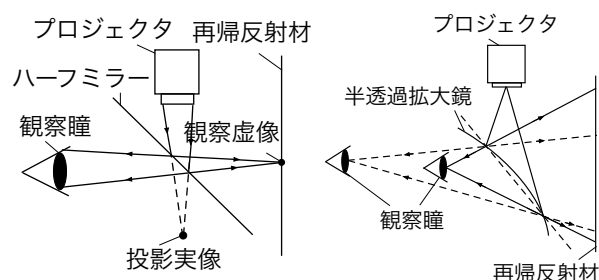 プロジェクタ
再帰反射材
ハーフミラー
観察瞳
観察虚像
投影実像
プロジェクタ
半透過拡大鏡
観察瞳
再帰反射材